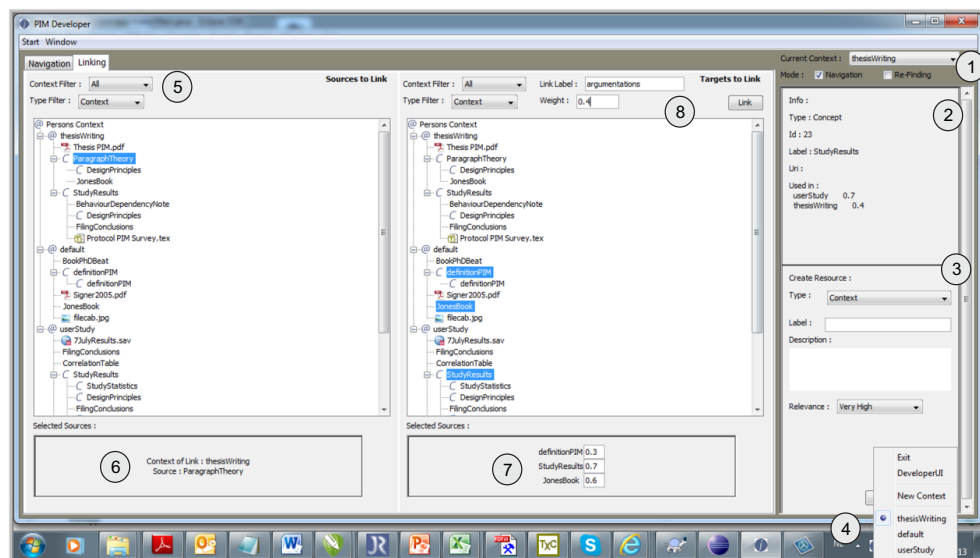 PIM Developer
Start Window
Navigation Linking
Context Filter : All
Type Filter : Context
Sources to Link
5
@ Persons Context
@ thesisWriting
Thesis PIM.pdf
C ParagraphTheory
C DesignPrinciples
JonesBook
C StudyResults
BehaviourDependencyNote
C DesignPrinciples
FilingConclusions
Protocol PIM Survey.tex
@ default
BookPhDBeat
C definitionPIM
C definitionPIM
Signer2005.pdf
JonesBook
filecab.jpg
@ userStudy
7JulyResults.sav
FilingConclusions
CorrelationTable
C StudyResults
C StudyStatistics
C DesignPrinciples
FilingConclusions
Selected Sources :
6
Context of Link : thesisWriting
Source : ParagraphTheory
Context Filter : All
Link Label : argumentations
Targets to Link
Type Filter : Context
Weight : 0.4
8
Link
@ Persons Context
@ thesisWriting
Thesis PIM.pdf
C ParagraphTheory
C DesignPrinciples
JonesBook
C StudyResults
BehaviourDependencyNote
C DesignPrinciples
FilingConclusions
Protocol PIM Survey.tex
@ default
BookPhDBeat
C definitionPIM
C definitionPIM
Signer2005.pdf
JonesBook
filecab.jpg
@ userStudy
7JulyResults.sav
FilingConclusions
CorrelationTable
C StudyResults
C StudyStatistics
C DesignPrinciples
FilingConclusions
Selected Sources :
7
definitionPIM 0.3
StudyResults 0.7
JonesBook 0.6
Current Context : thesisWriting
1
Mode : Navigation Re-Finding
2
Info :
Type : Concept
Id : 23
Label : StudyResults
Uri :
Used in :
userStudy 0.7
thesisWriting 0.4
3
Create Resource :
Type : Context
Label :
Description :
Relevance : Very High
Exit
DeveloperUI
New Context
thesisWriting
default
userStudy
4
NL
13
TXC